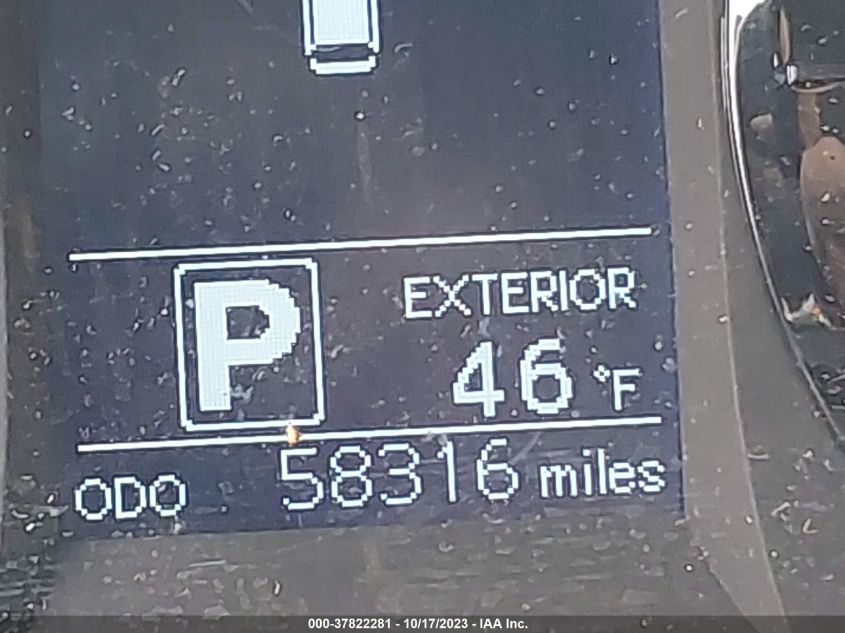 P
EXTERIOR
46 °F
ODO 58316 miles
000-37822281 - 10/17/2023 - IAA Inc.